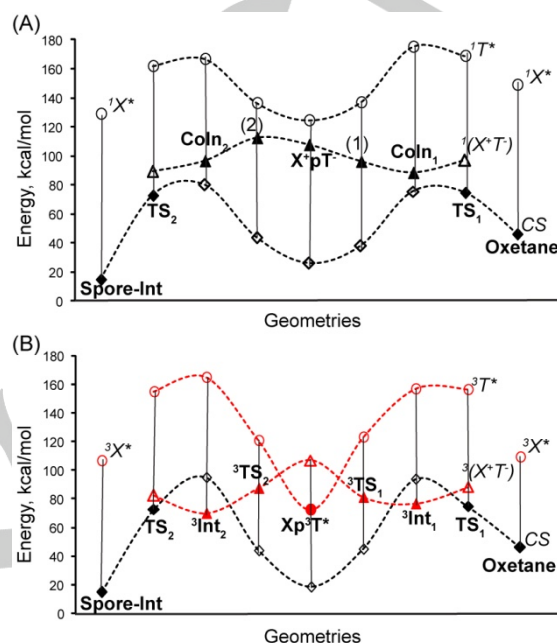 (A)
Energy, kcal/mol
200
180
160
140
120
100
80
60
40
20
0
¹X*
TS₂
CoIn₂
(2)
X⁺pT⁻
(1)
CoIn₁
¹T*
¹(X⁺T⁻)
TS₁
¹X*
CS
Oxetane
Spore-Int
Geometries
(B)
Energy, kcal/mol
180
160
140
120
100
80
60
40
20
0
³X*
TS₂
³Int₂
³TS₂
Xp³T*
³TS₁
³Int₁
³T*
³(X⁺T⁻)
TS₁
³X*
Oxetane
Spore-Int
Geometries